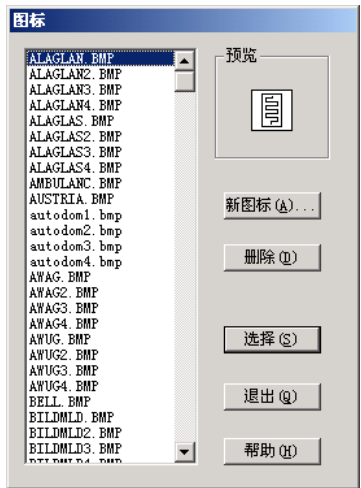 图标
ALAGLAN.BMP
ALAGLAN2.BMP
ALAGLAN3.BMP
ALAGLAN4.BMP
ALAGLAS.BMP
ALAGLAS2.BMP
ALAGLAS3.BMP
ALAGLAS4.BMP
AMBULANC.BMP
AUSTRIA.BMP
autodom1.bmp
autodom2.bmp
autodom3.bmp
autodom4.bmp
AWAG.BMP
AWAG2.BMP
AWAG3.BMP
AWAG4.BMP
AWUG.BMP
AWUG2.BMP
AWUG3.BMP
AWUG4.BMP
BELL.BMP
BILDMLD.BMP
BILDMLD2.BMP
BILDMLD3.BMP
预览
新图标(A)...
删除(D)
选择(S)
退出(Q)
帮助(H)